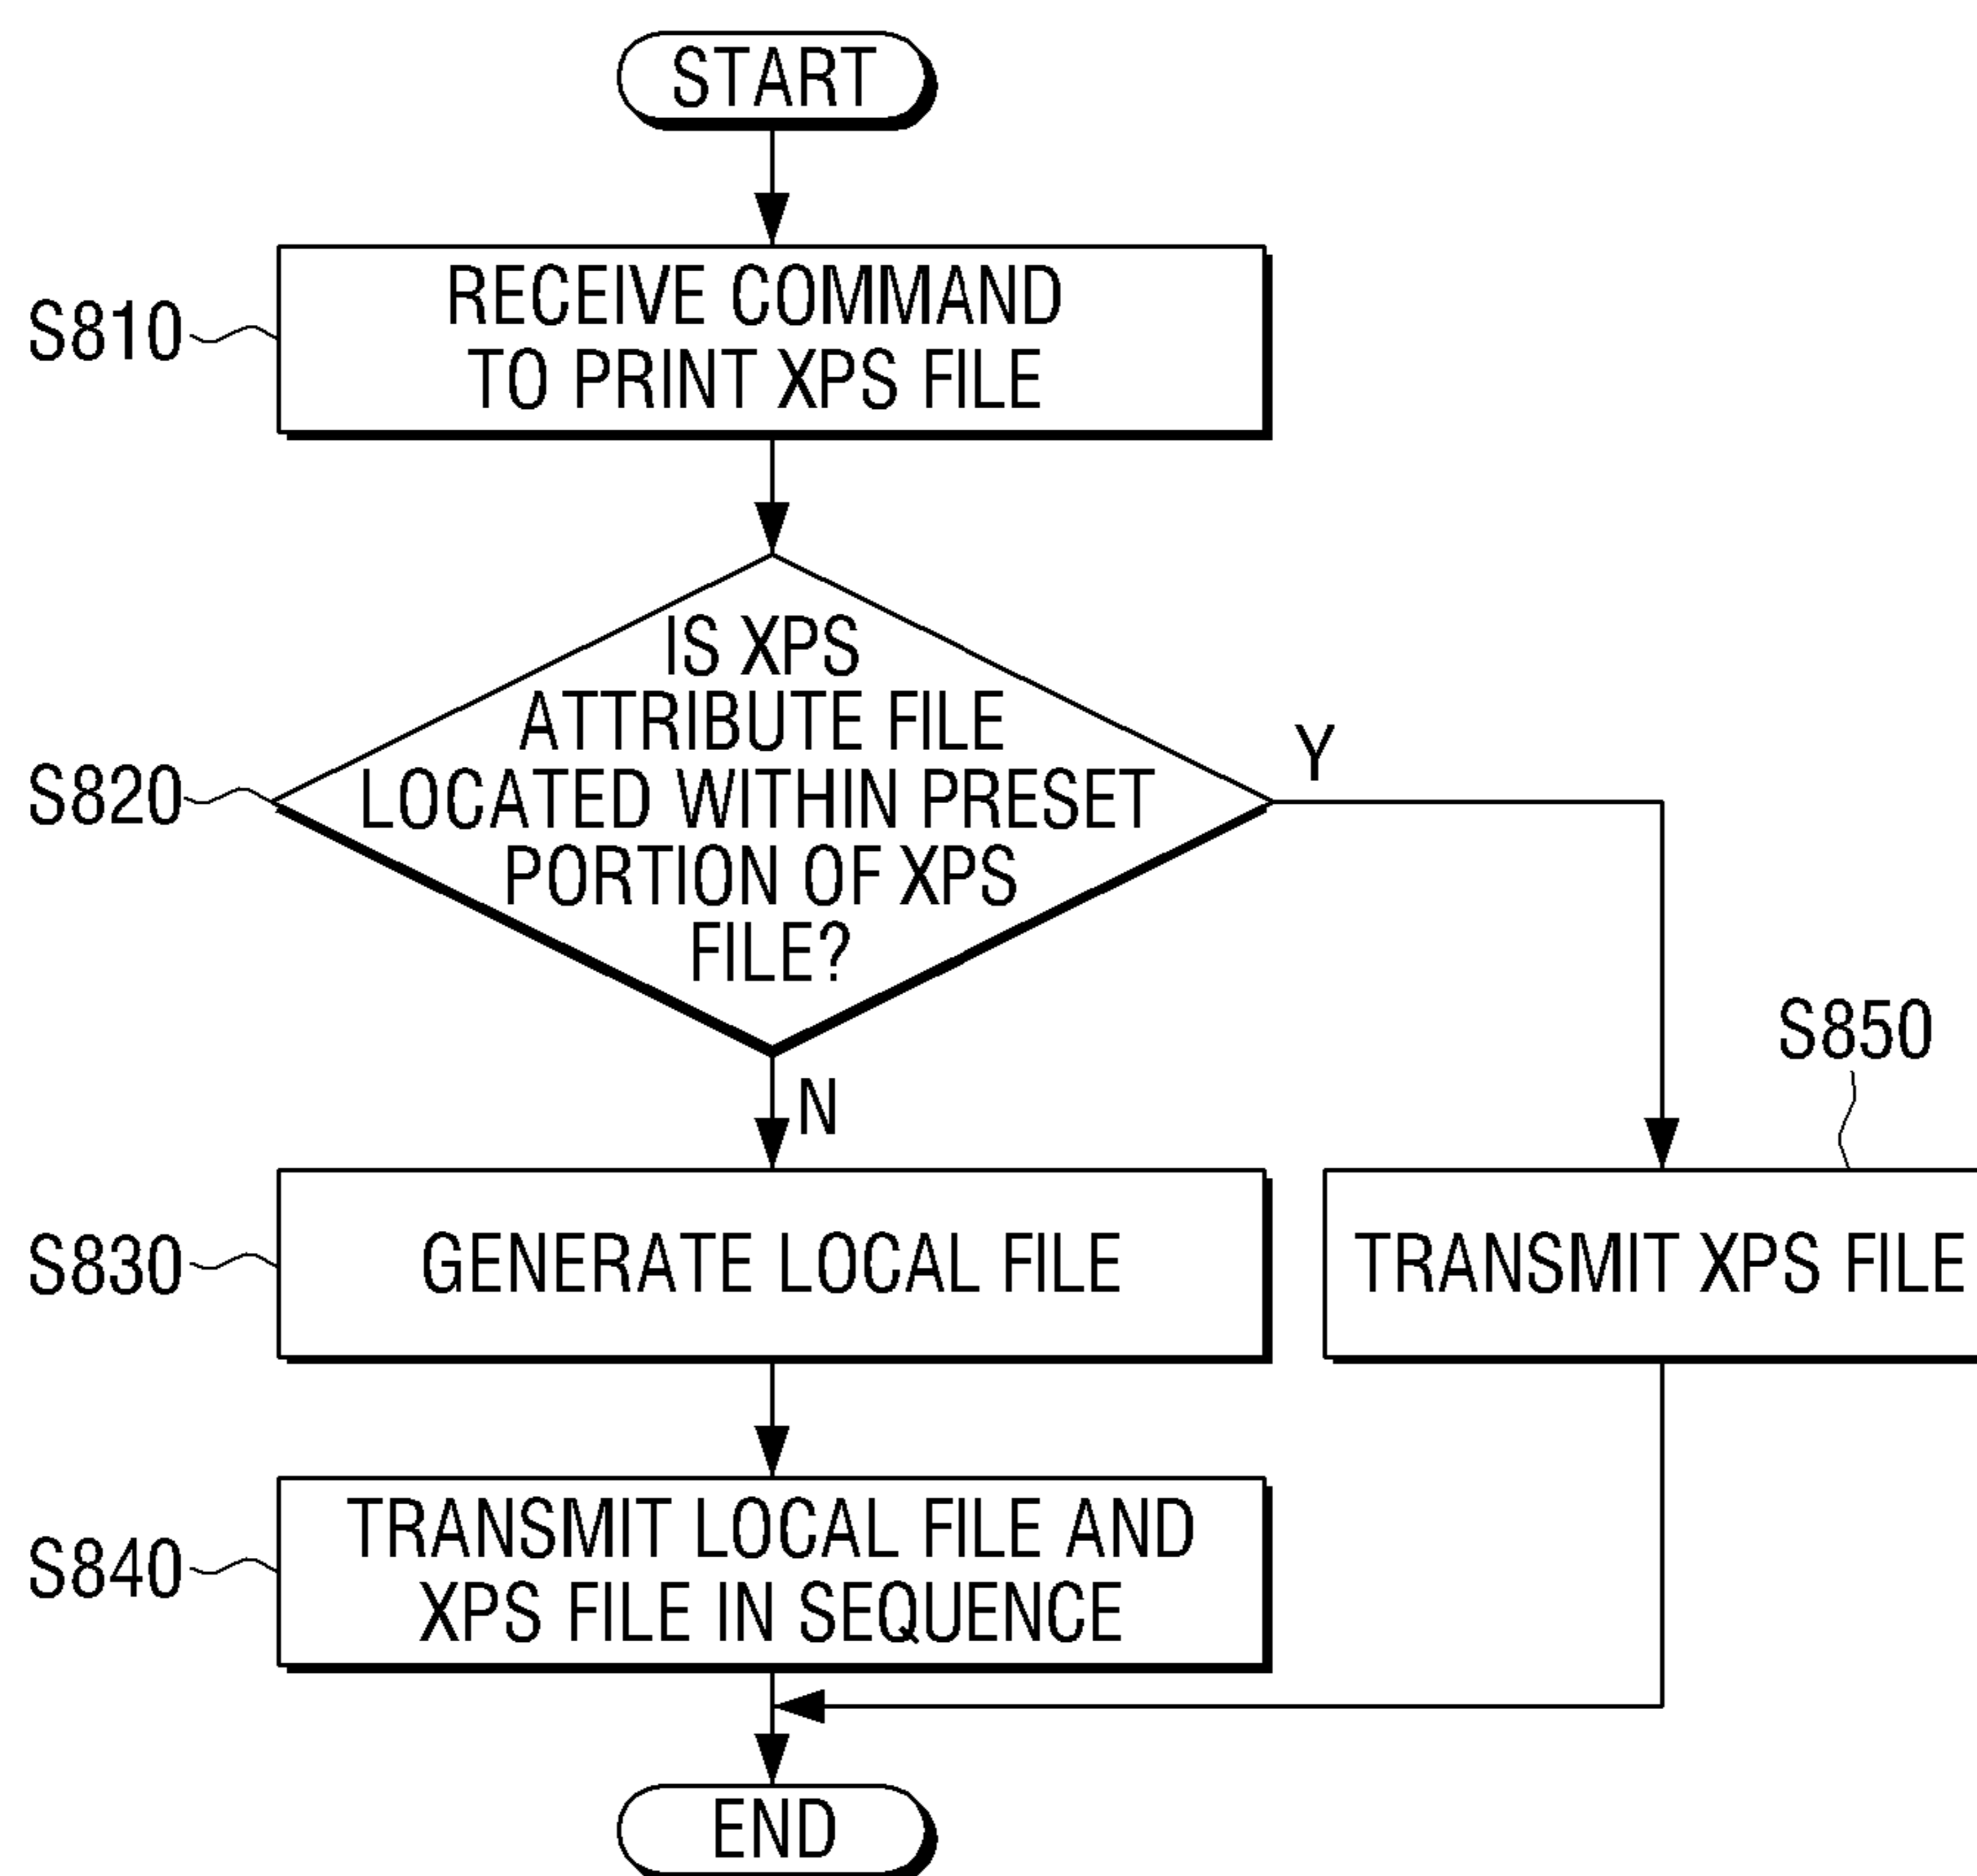 START
S810
RECEIVE COMMAND
TO PRINT XPS FILE
S820
IS XPS
ATTRIBUTE FILE
LOCATED WITHIN PRESET
PORTION OF XPS
FILE?
Y
N
S850
S830
GENERATE LOCAL FILE
TRANSMIT XPS FILE
S840
TRANSMIT LOCAL FILE AND
XPS FILE IN SEQUENCE
END